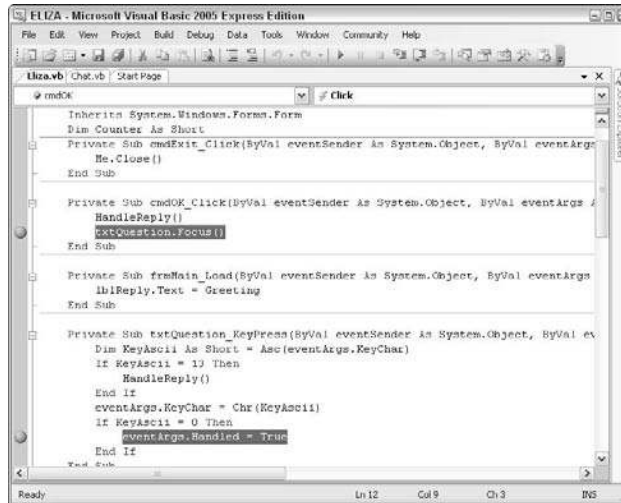 ELIZA - Microsoft Visual Basic 2005 Express Edition
File Edit View Project Build Debug Data Tools Window Community Help
Eliza.vb Chat.vb Start Page
cmdOK Click
Inherits System.Windows.Forms.Form
Dim Counter As Short
Private Sub cmdExit_Click(ByVal eventSender As System.Object, ByVal eventArgs
Me.Close()
End Sub
Private Sub cmdOK_Click(ByVal eventSender As System.Object, ByVal eventArgs A
HandleReply()
txtQuestion.Focus()
End Sub
Private Sub frmMain_Load(ByVal eventSender As System.Object, ByVal eventArgs
lblReply.Text = Greeting
End Sub
Private Sub txtQuestion_KeyPress(ByVal eventSender As System.Object, ByVal ev
Dim KeyAscii As Short = Asc(eventArgs.KeyChar)
If KeyAscii = 13 Then
HandleReply()
End If
eventArgs.KeyChar = Chr(KeyAscii)
If KeyAscii = 0 Then
eventArgs.Handled = True
End If
End Sub
Ready Ln 12 Col 9 Ch 3 INS